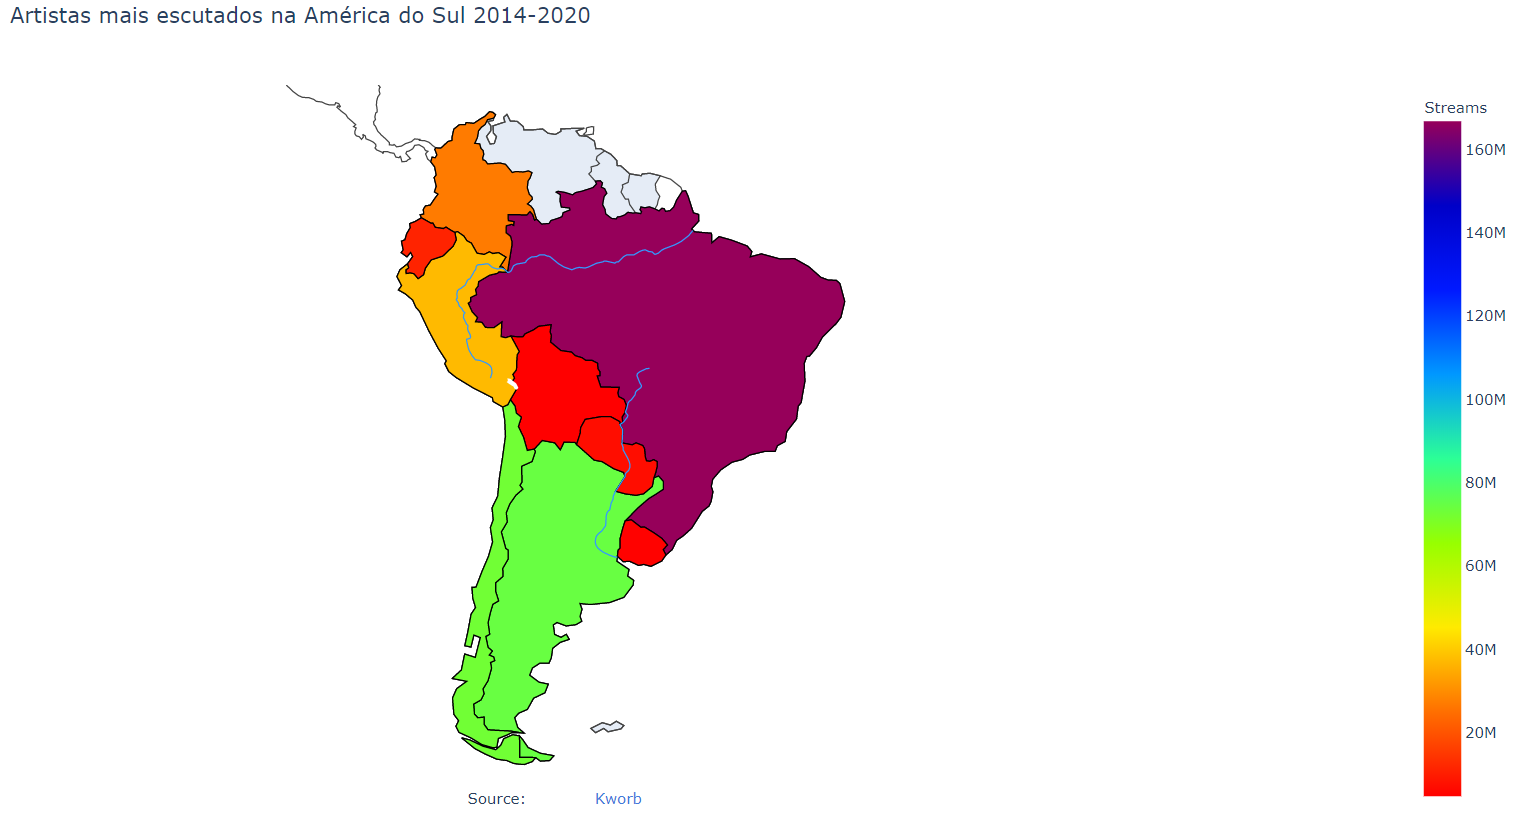 Artistas mais escutados na América do Sul 2014-2020
Streams
160M
140M
120M
100M
80M
60M
40M
20M
Source: Kworb